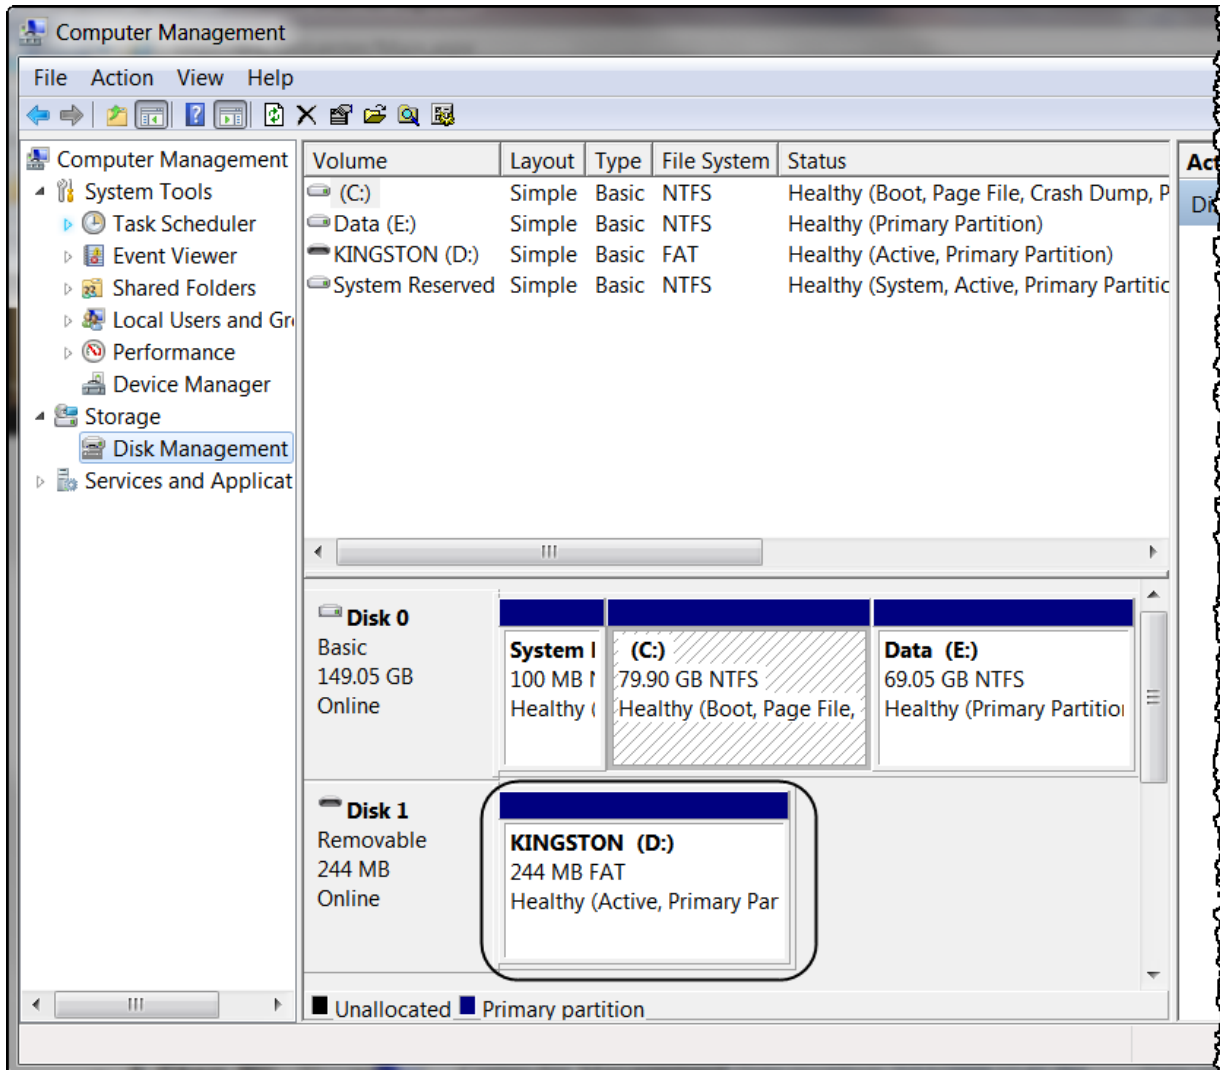 Computer Management
File Action View Help
Computer Management
System Tools
Task Scheduler
Event Viewer
Shared Folders
Local Users and Gr
Performance
Device Manager
Storage
Disk Management
Services and Applicat
Volume Layout Type File System Status
(C:) Simple Basic NTFS Healthy (Boot, Page File, Crash Dump, P
Data (E:) Simple Basic NTFS Healthy (Primary Partition)
KINGSTON (D:) Simple Basic FAT Healthy (Active, Primary Partition)
System Reserved Simple Basic NTFS Healthy (System, Active, Primary Partitic
Act
Di
Disk 0
Basic
149.05 GB
Online
System
100 MB
Healthy (
(C:)
79.90 GB NTFS
Healthy (Boot, Page File,
Data (E:)
69.05 GB NTFS
Healthy (Primary Partitio
Disk 1
Removable
244 MB
Online
KINGSTON (D:)
244 MB FAT
Healthy (Active, Primary Par
Unallocated Primary partition